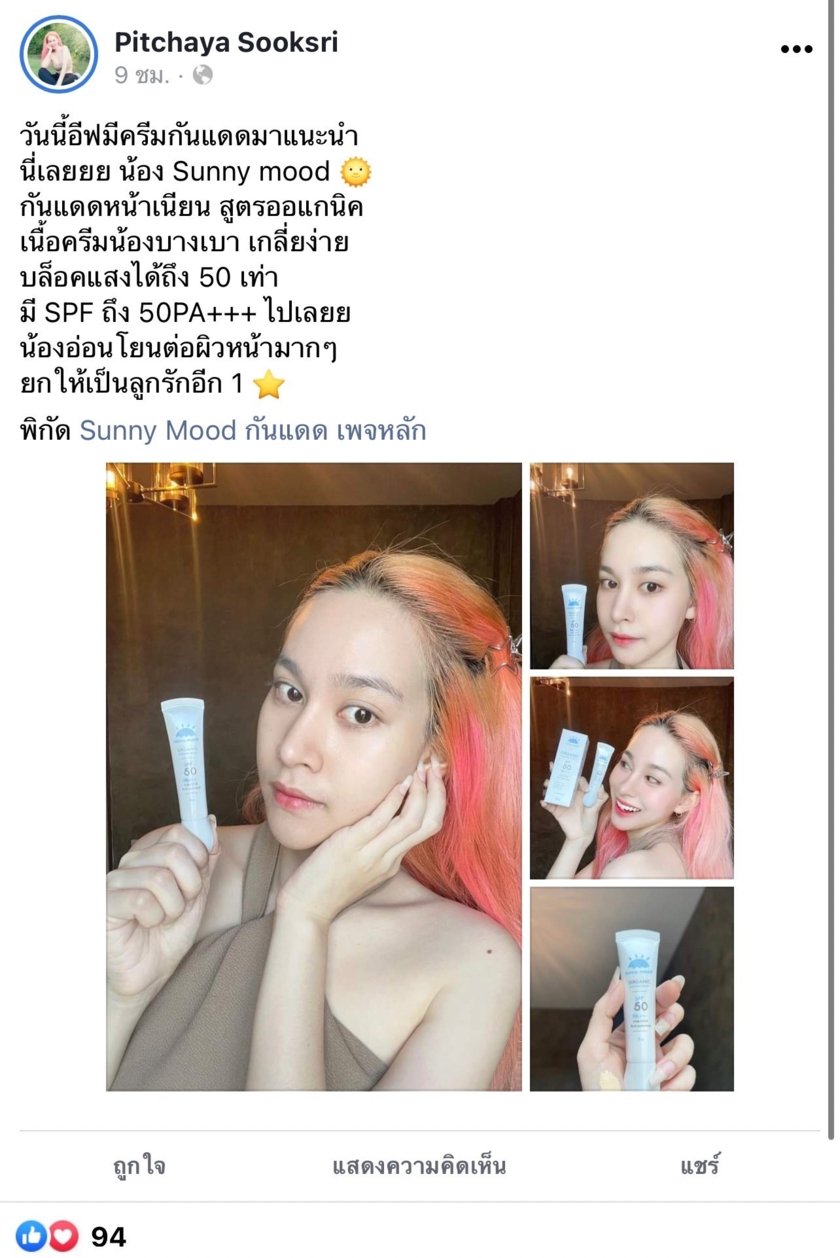 Pitchaya Sooksri
9 ชม.
วันนี้อีฟมีครีมกันแดดมาแนะนำ
นี่เลยยย น้อง Sunny mood 🌞
กันแดดหน้าเนียน สูตรออแกนิค
เนื้อครีมน้องบางเบา เกลี่ยง่าย
บล็อคแสงได้ถึง 50 เท่า
มี SPF ถึง 50PA+++ ไปเลยย
น้องอ่อนโยนต่อผิวหน้ามากๆ
ยกให้เป็นลูกรักอีก 1 ⭐
พิกัด Sunny Mood กันแดด เพจหลัก
50
50
50
ORGANIC
SPF
50
ถูกใจ แสดงความคิดเห็น แชร์
94